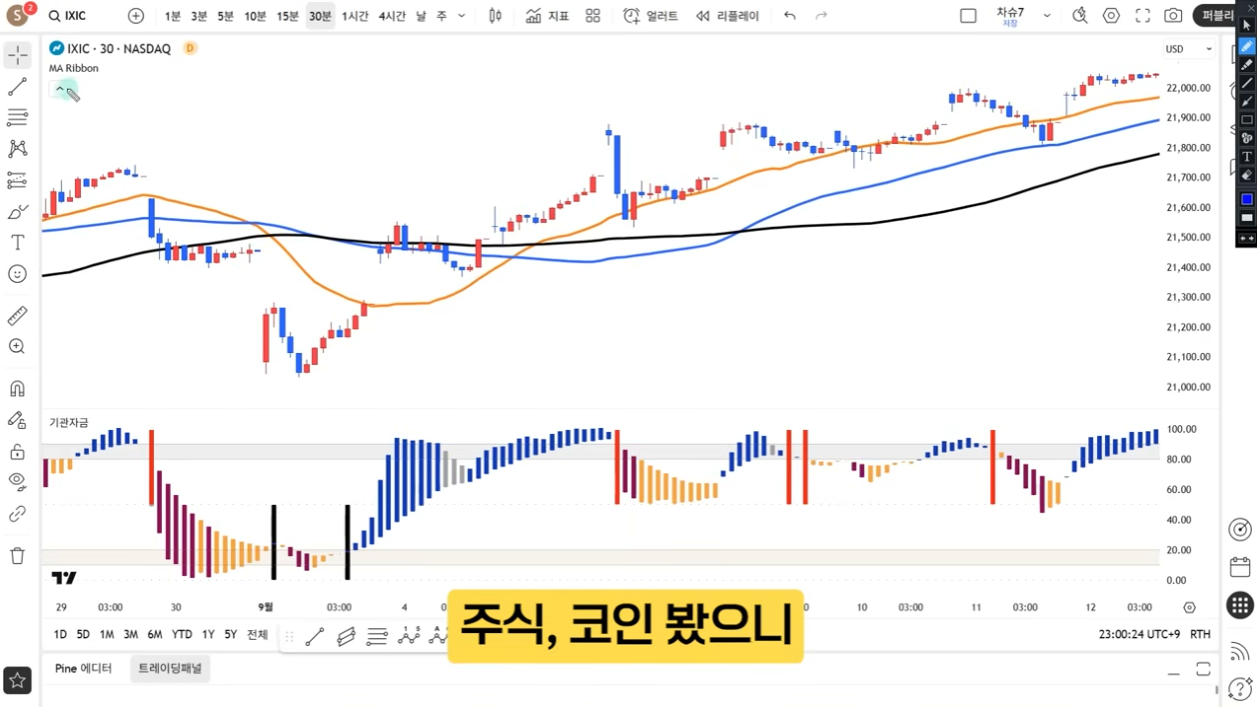 S 2 IXIC 1분 3분 5분 10분 15분 30분 1시간 4시간 날 주 지표 얼러트 리플레이 차슈7 퍼블리
저장
IXIC · 30 · NASDAQ D USD
MA Ribbon
22,000.00
21,900.00
21,800.00
21,700.00
21,600.00
21,500.00
21,400.00
21,300.00
21,200.00
21,100.00
21,000.00
기관자금
100.00
80.00
60.00
40.00
20.00
0.00
29 03:00 30 9월 03:00 4 10 03:00 11 03:00 12 03:00
주식, 코인 봤으니
1D 5D 1M 3M 6M YTD 1Y 5Y 전체 23:00:24 UTC+9 RTH
Pine 에디터 트레이딩패널